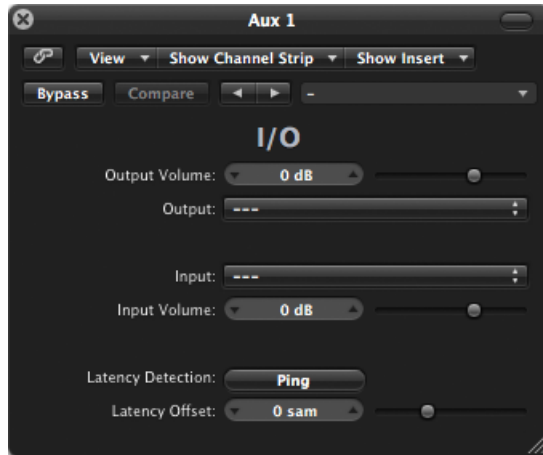 Aux 1
View Show Channel Strip Show Insert
Bypass Compare -
I/O
Output Volume: 0 dB
Output: ---
Input: ---
Input Volume: 0 dB
Latency Detection: Ping
Latency Offset: 0 sam